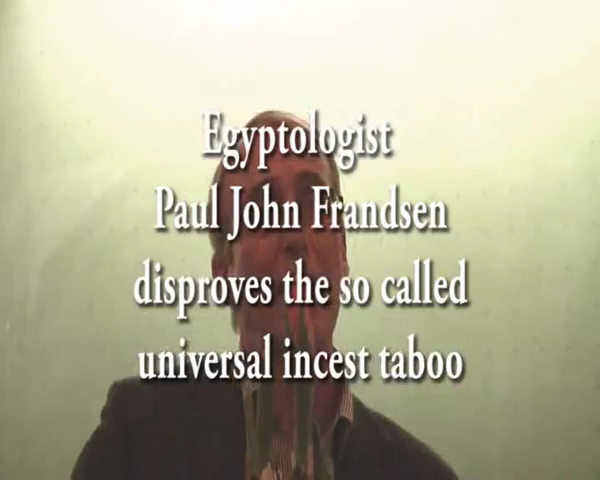 Egyptologist
Paul John Frandsen
disproves the so called
universal incest taboo